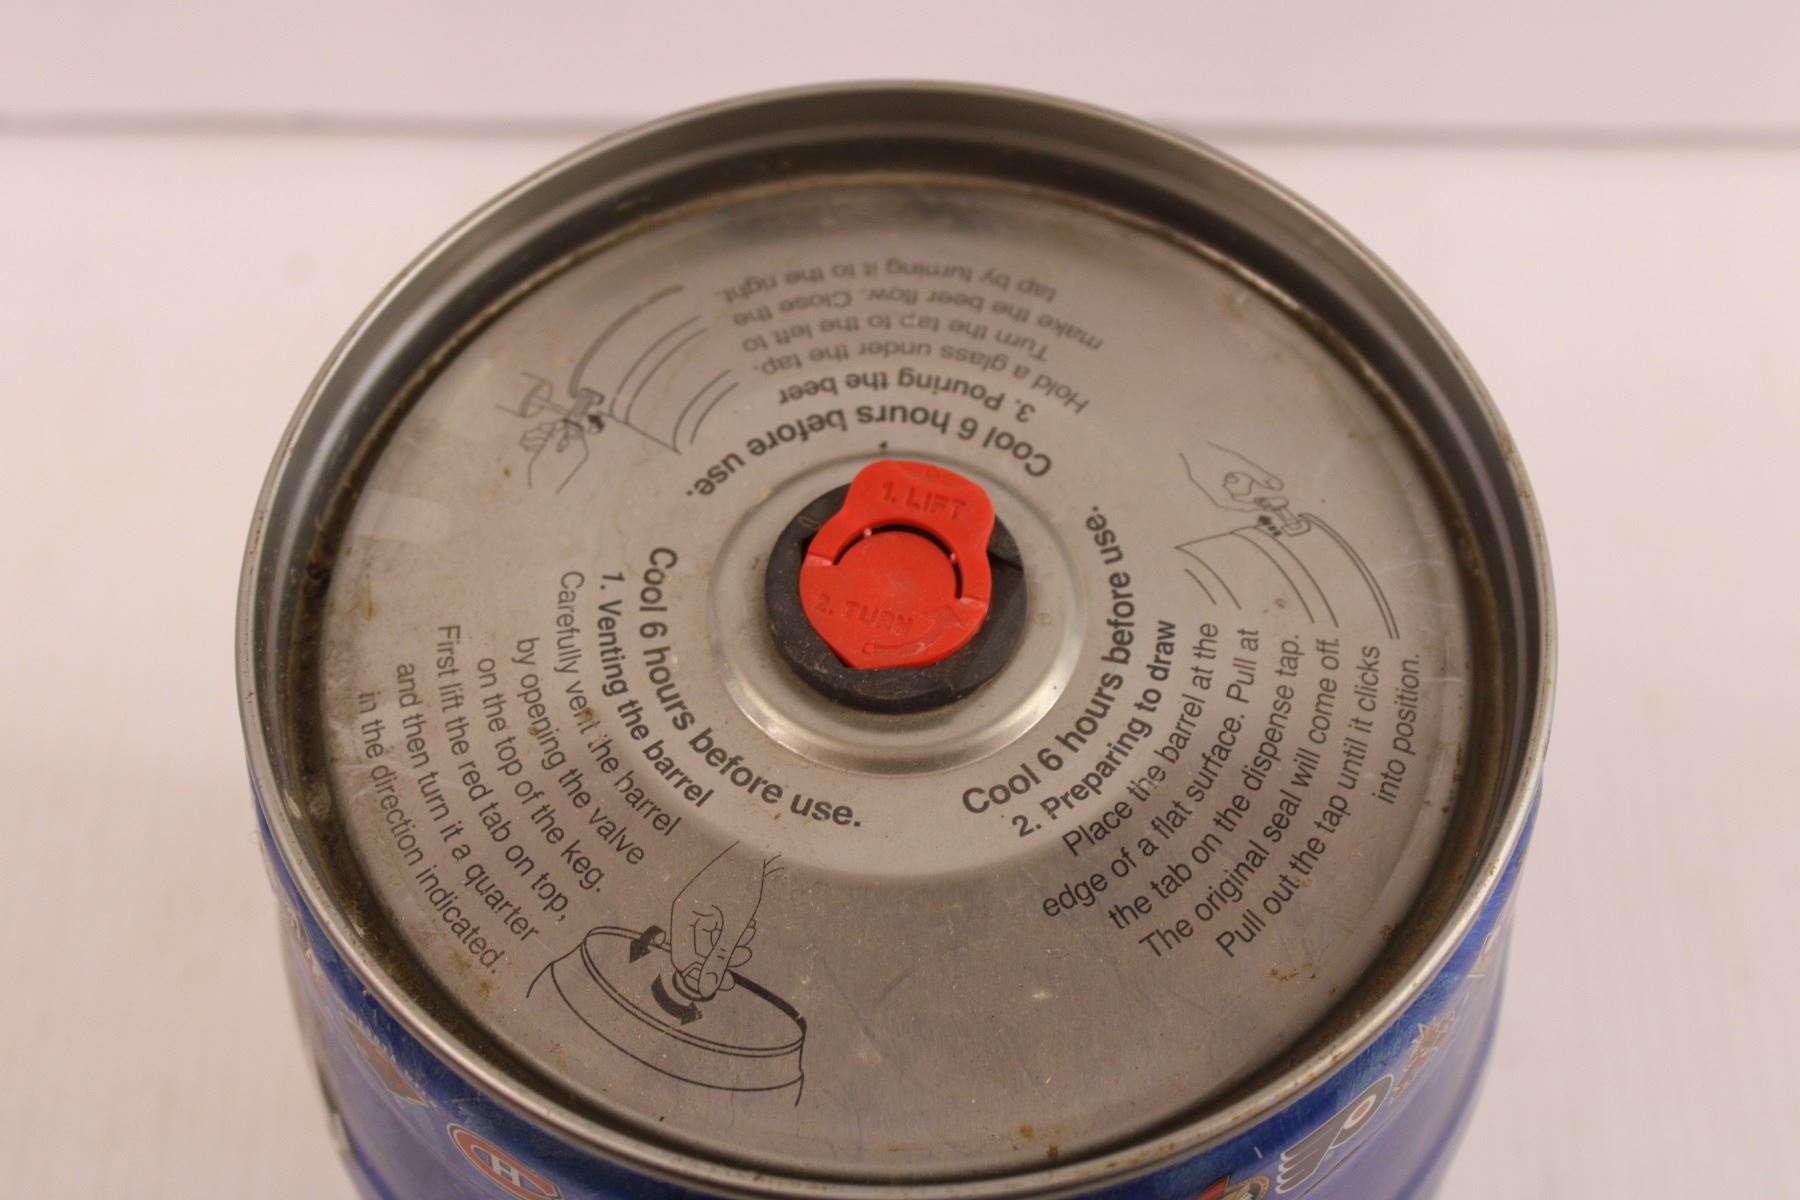 Cool 6 hours before use.
1. Venting the barrel
Carefully vent the barrel
by opening the valve
on the top of the keg.
First lift the red tab on top,
and then turn it a quarter
in the direction indicated.
Cool 6 hours before use.
2. Preparing to draw
Place the barrel at the
edge of a flat surface. Pull at
the tab on the dispense tap.
The original seal will come off.
Pull out the tap until it clicks
into position.
Cool 6 hours before use.
3. Pouring the beer
Hold a glass under the tap.
Turn the tap to the left to
make the beer flow. Close the
tap by turning it to the right.
1. LIFT
2. TURN